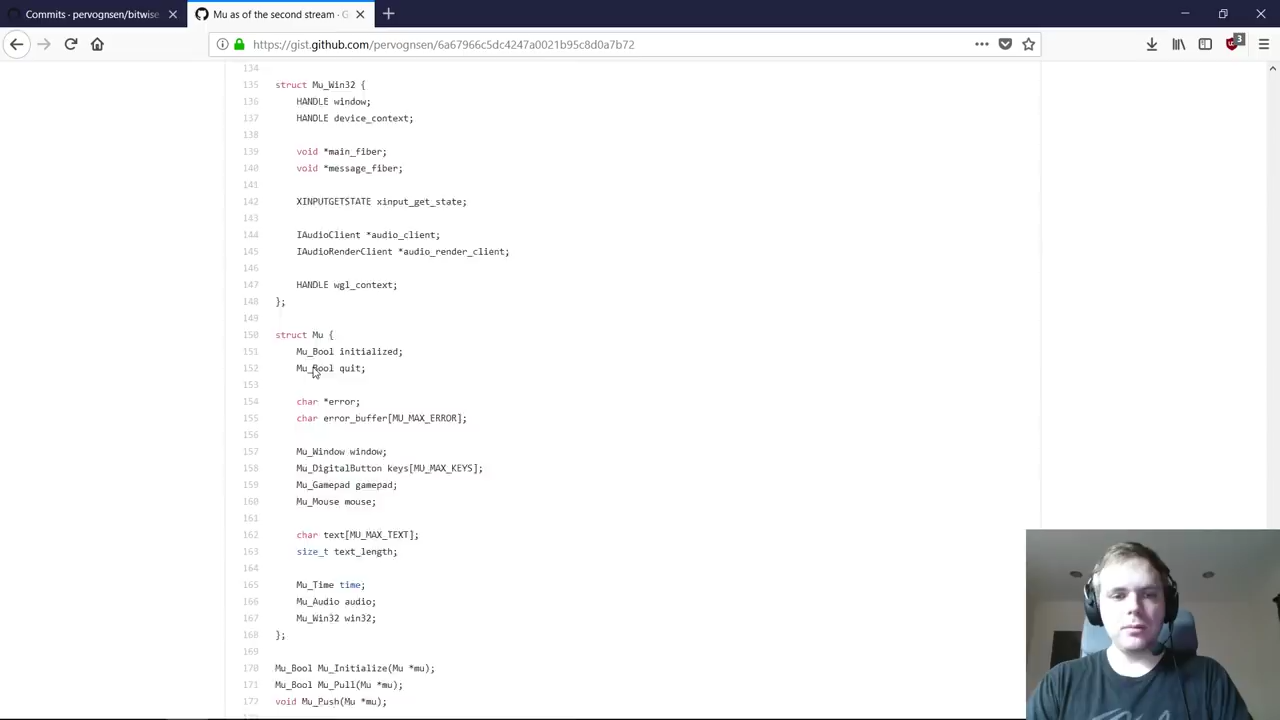 Commits · pervognsen/bitwise
Mu as of the second stream · G
https://gist.github.com/pervognsen/6a67966c5dc4247a0021b95c8d0a7b72
3
134
135 struct Mu_Win32 {
136 HANDLE window;
137 HANDLE device_context;
138
139 void *main_fiber;
140 void *message_fiber;
141
142 XINPUTGETSTATE xinput_get_state;
143
144 IAudioClient *audio_client;
145 IAudioRenderClient *audio_render_client;
146
147 HANDLE wgl_context;
148 };
149
150 struct Mu {
151 Mu_Bool initialized;
152 Mu_Bool quit;
153
154 char *error;
155 char error_buffer[MU_MAX_ERROR];
156
157 Mu_Window window;
158 Mu_DigitalButton keys[MU_MAX_KEYS];
159 Mu_Gamepad gamepad;
160 Mu_Mouse mouse;
161
162 char text[MU_MAX_TEXT];
163 size_t text_length;
164
165 Mu_Time time;
166 Mu_Audio audio;
167 Mu_Win32 win32;
168 };
169
170 Mu_Bool Mu_Initialize(Mu *mu);
171 Mu_Bool Mu_Pull(Mu *mu);
172 void Mu_Push(Mu *mu);